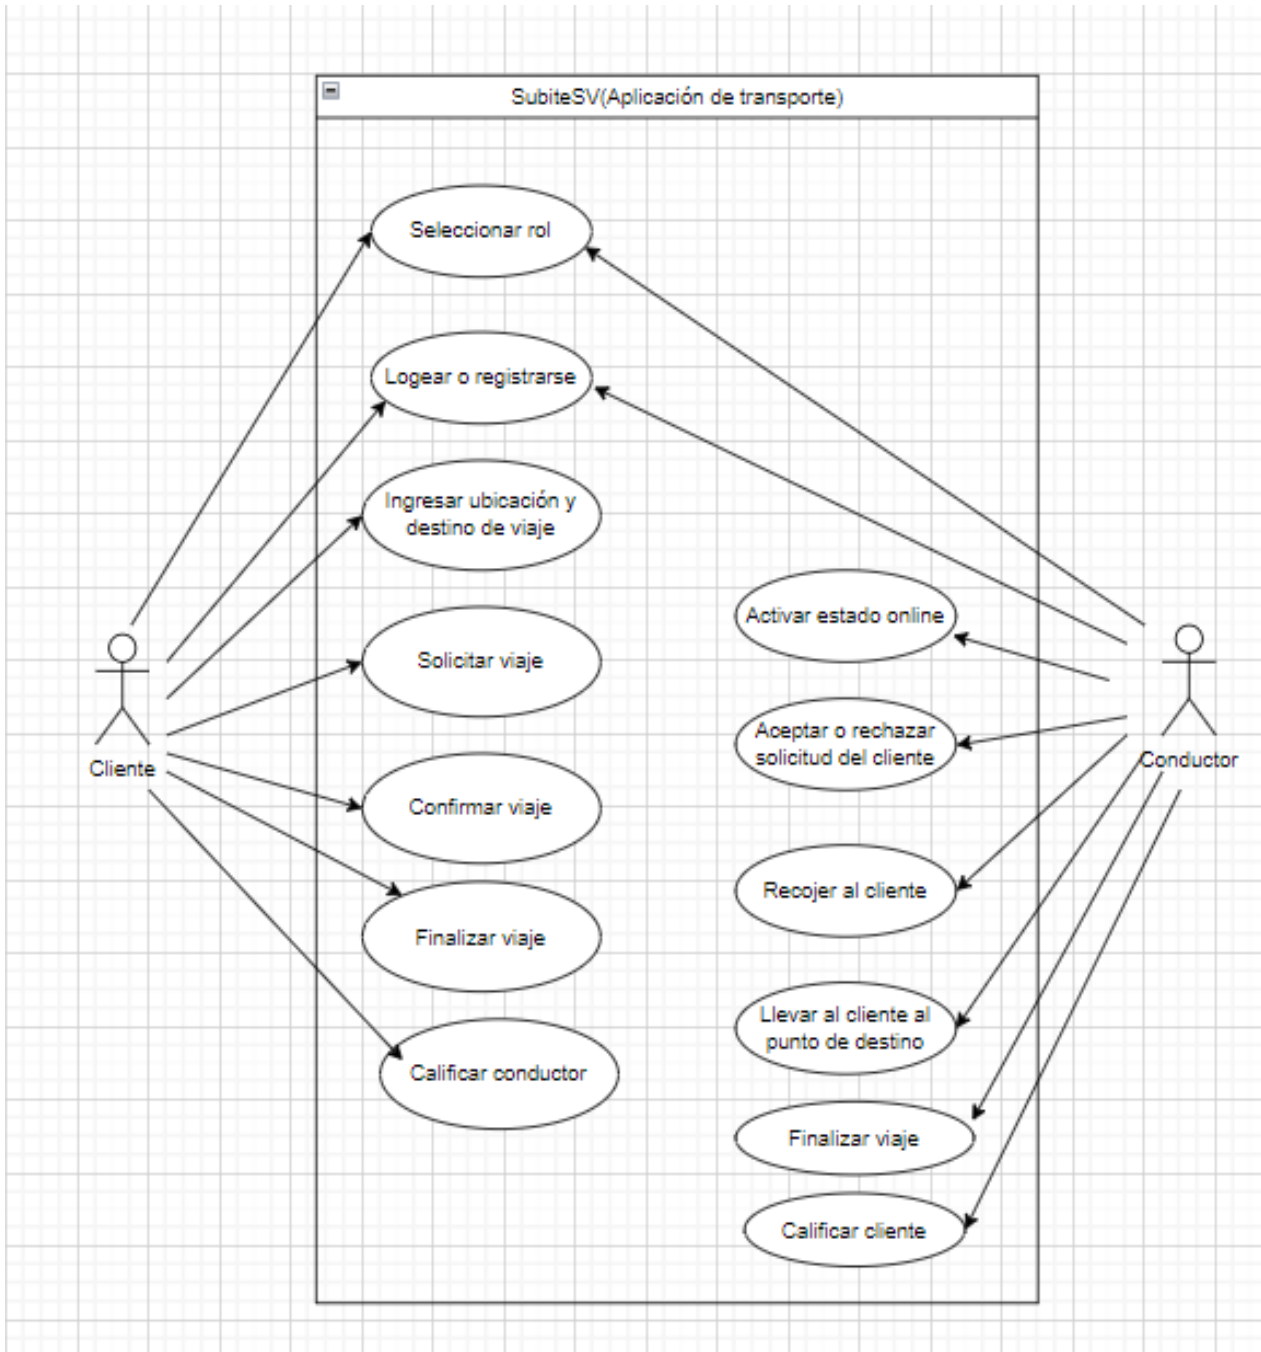 SubiteSV(Aplicación de transporte)
Seleccionar rol
Logear o registrarse
Ingresar ubicación y
destino de viaje
Solicitar viaje
Confirmar viaje
Finalizar viaje
Calificar conductor
Cliente
Activar estado online
Aceptar o rechazar
solicitud del cliente
Recojer al cliente
Llevar al cliente al
punto de destino
Finalizar viaje
Calificar cliente
Conductor